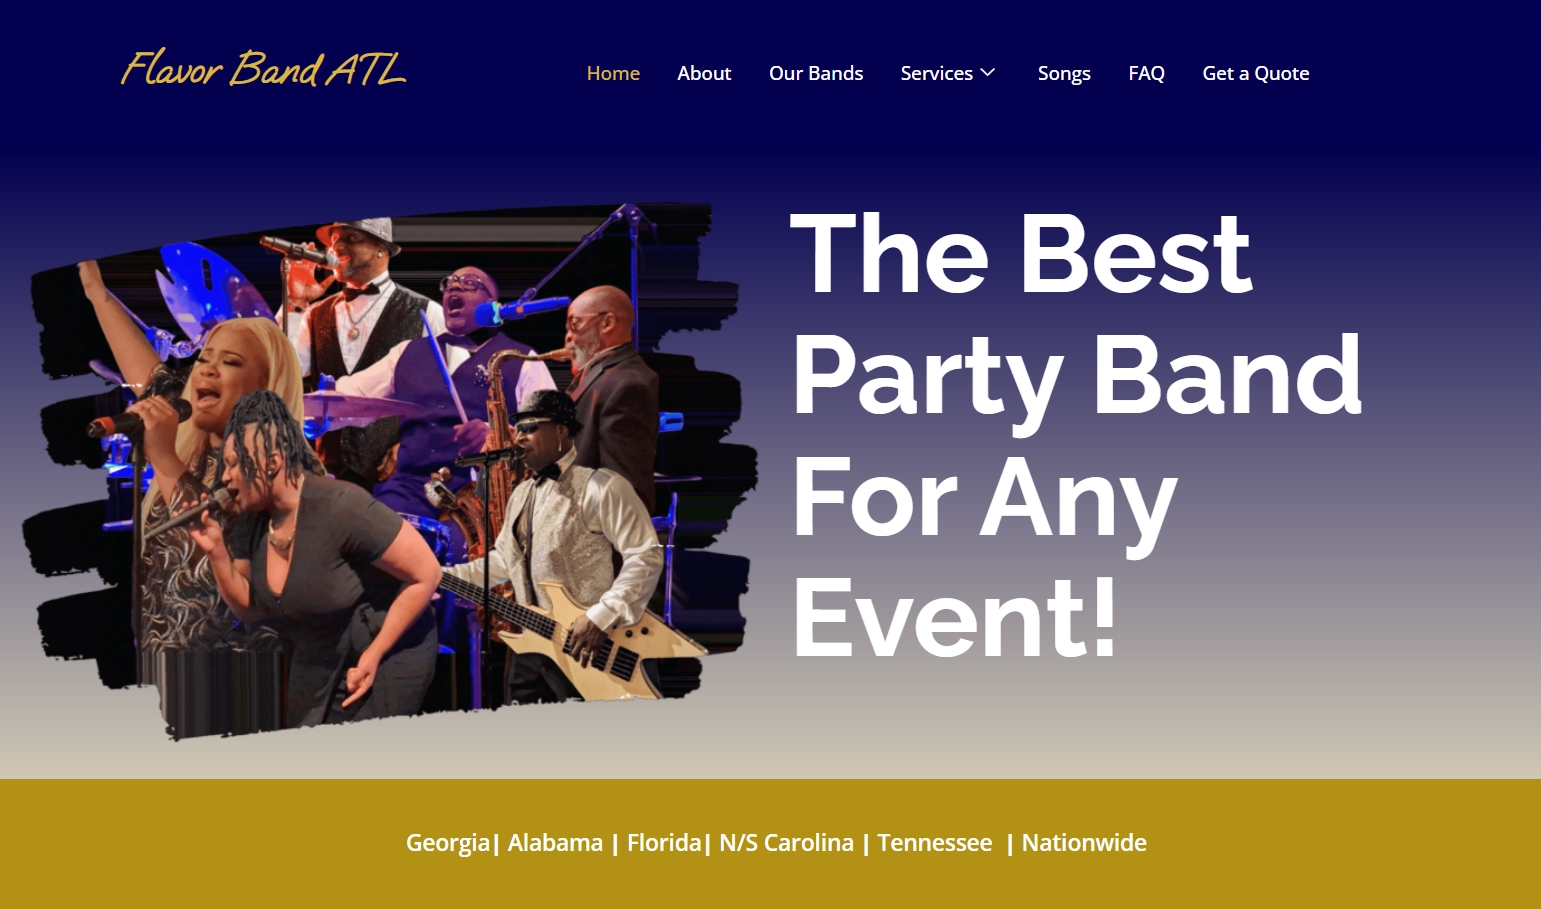 Flavor Band ATL
Home About Our Bands Services Songs FAQ Get a Quote
The Best
Party Band
For Any
Event!
Georgia| Alabama | Florida| N/S Carolina | Tennessee | Nationwide